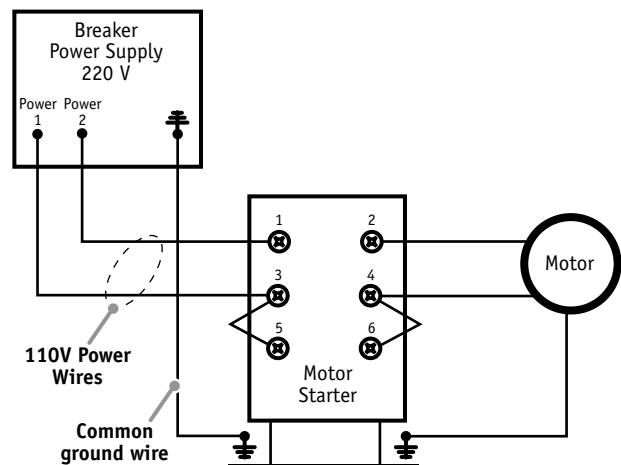 Breaker
Power Supply
220 V
Power Power
1 2
1 2
3 4
5 6
Motor
110V Power
Wires
Motor
Starter
Common
ground wire